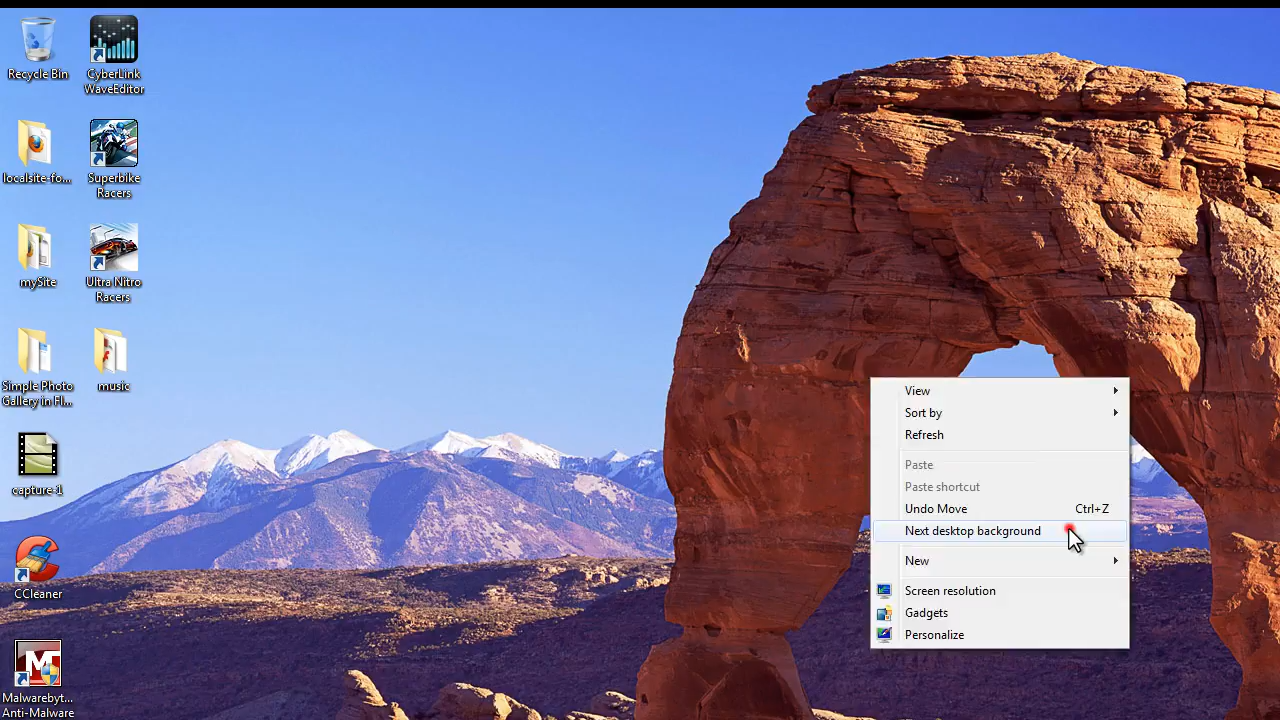 Recycle Bin
CyberLink
WaveEditor
localsite-fo...
Superbike
Racers
mySite
Ultra Nitro
Racers
Simple Photo
Gallery in Fl...
music
capture-1
CCleaner
Malwarebyt...
Anti-Malware
View
Sort by
Refresh
Paste
Paste shortcut
Undo Move Ctrl+Z
Next desktop background
New
Screen resolution
Gadgets
Personalize